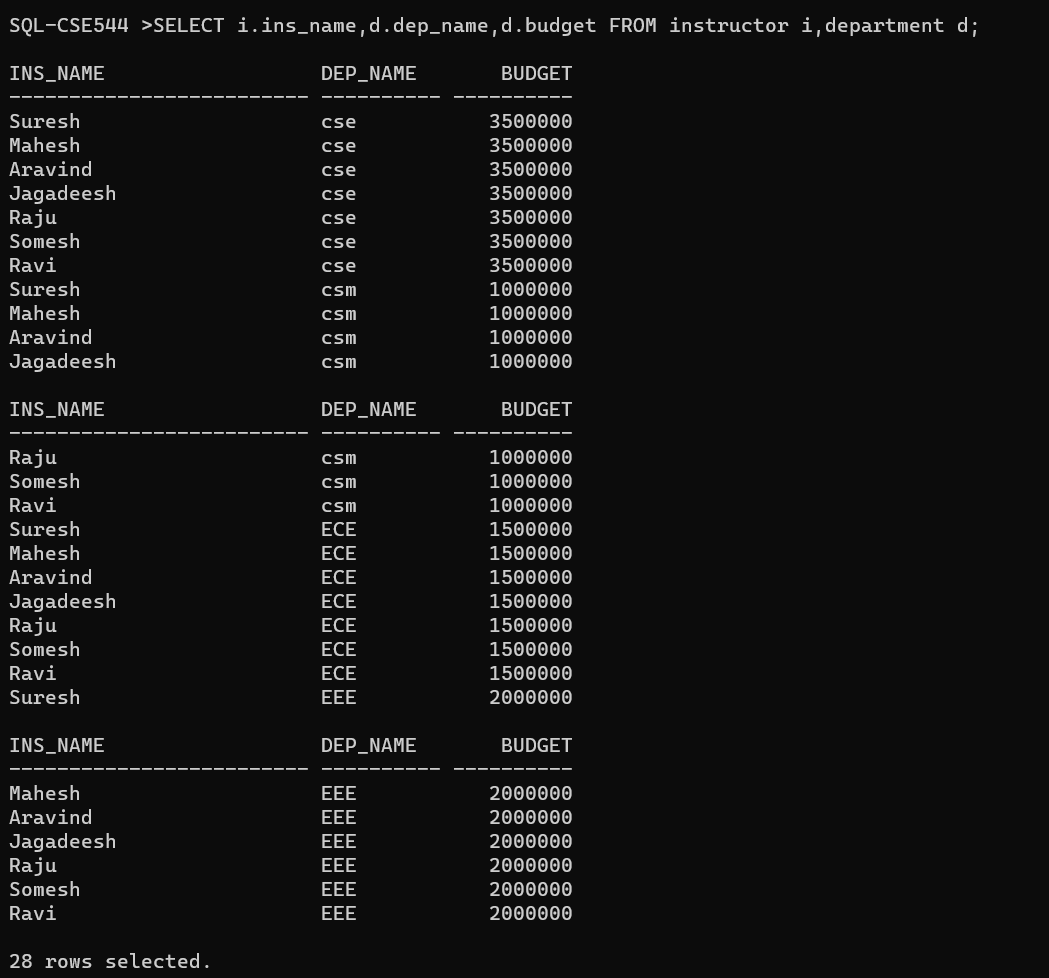 SQL-CSE544 >SELECT i.ins_name,d.dep_name,d.budget FROM instructor i,department d;

INS_NAME                  DEP_NAME       BUDGET
------------------------- ---------- ----------
Suresh                    cse           3500000
Mahesh                    cse           3500000
Aravind                   cse           3500000
Jagadeesh                 cse           3500000
Raju                      cse           3500000
Somesh                    cse           3500000
Ravi                      cse           3500000
Suresh                    csm           1000000
Mahesh                    csm           1000000
Aravind                   csm           1000000
Jagadeesh                 csm           1000000

INS_NAME                  DEP_NAME       BUDGET
------------------------- ---------- ----------
Raju                      csm           1000000
Somesh                    csm           1000000
Ravi                      csm           1000000
Suresh                    ECE           1500000
Mahesh                    ECE           1500000
Aravind                   ECE           1500000
Jagadeesh                 ECE           1500000
Raju                      ECE           1500000
Somesh                    ECE           1500000
Ravi                      ECE           1500000
Suresh                    EEE           2000000

INS_NAME                  DEP_NAME       BUDGET
------------------------- ---------- ----------
Mahesh                    EEE           2000000
Aravind                   EEE           2000000
Jagadeesh                 EEE           2000000
Raju                      EEE           2000000
Somesh                    EEE           2000000
Ravi                      EEE           2000000

28 rows selected.